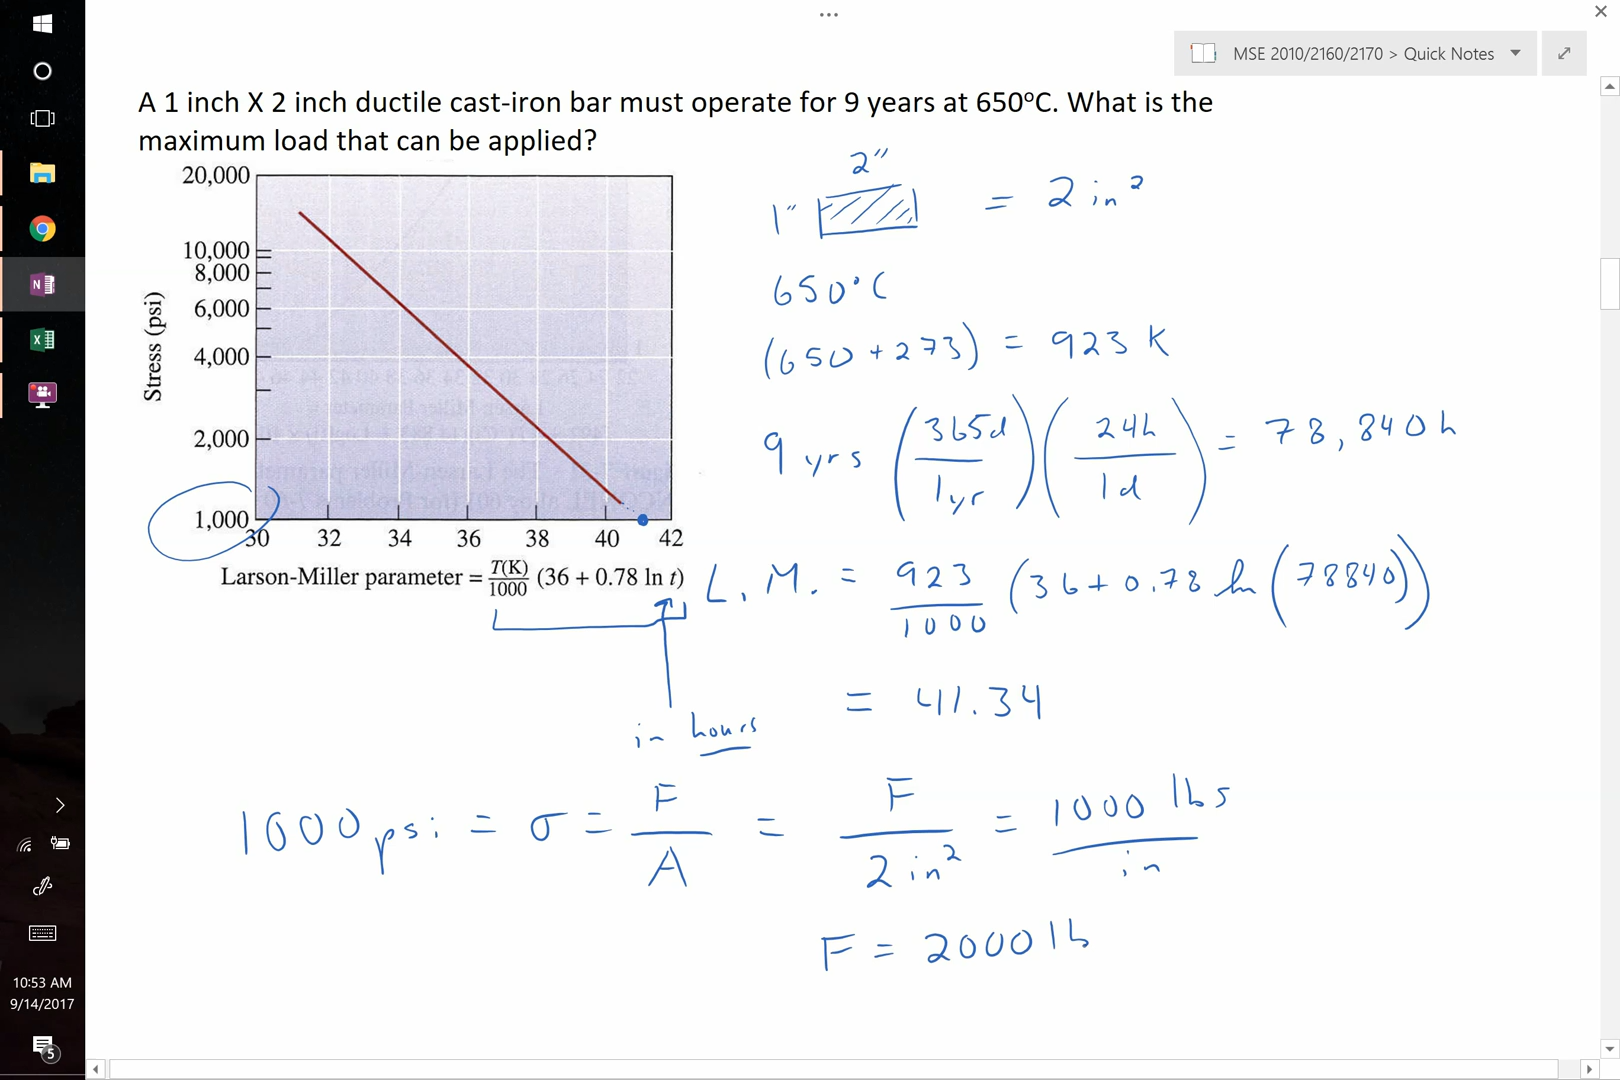 ...
MSE 2010/2160/2170 > Quick Notes
A 1 inch X 2 inch ductile cast-iron bar must operate for 9 years at 650°C. What is the
maximum load that can be applied?
20,000
10,000
8,000
6,000
4,000
2,000
1,000
Stress (psi)
30 32 34 36 38 40 42
Larson-Miller parameter = T(K)/1000 (36 + 0.78 ln t)
in hours
2"
1" = 2 in²
650°C
(650 + 273) = 923 K
9 yrs (365d/1yr) (24h/1d) = 78,840h
L.M. = 923/1000 (36 + 0.78 ln (78840))
= 41.34
1000 psi = σ = F/A = F/2 in² = 1000 lbs/in
F = 2000 lb
10:53 AM
9/14/2017
5